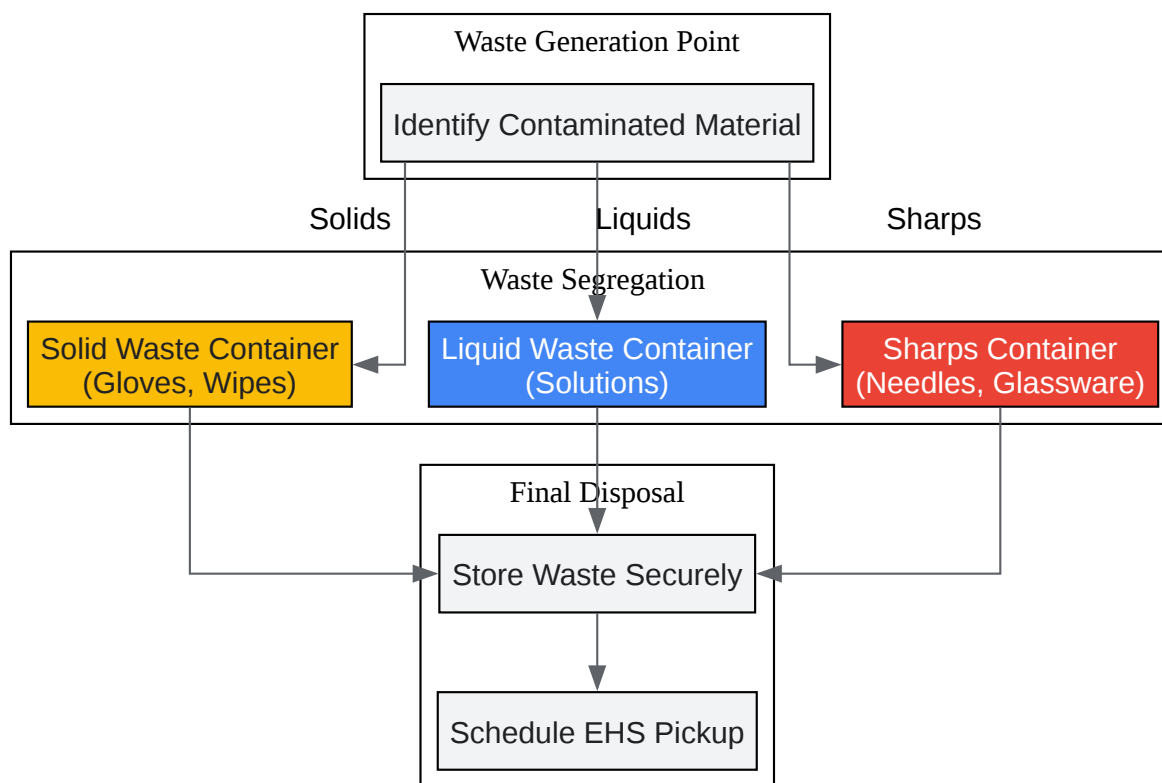 Waste Generation Point
Identify Contaminated Material
Solids
Liquids
Sharps
Waste Segregation
Solid Waste Container
(Gloves, Wipes)
Liquid Waste Container
(Solutions)
Sharps Container
(Needles, Glassware)
Final Disposal
Store Waste Securely
Schedule EHS Pickup